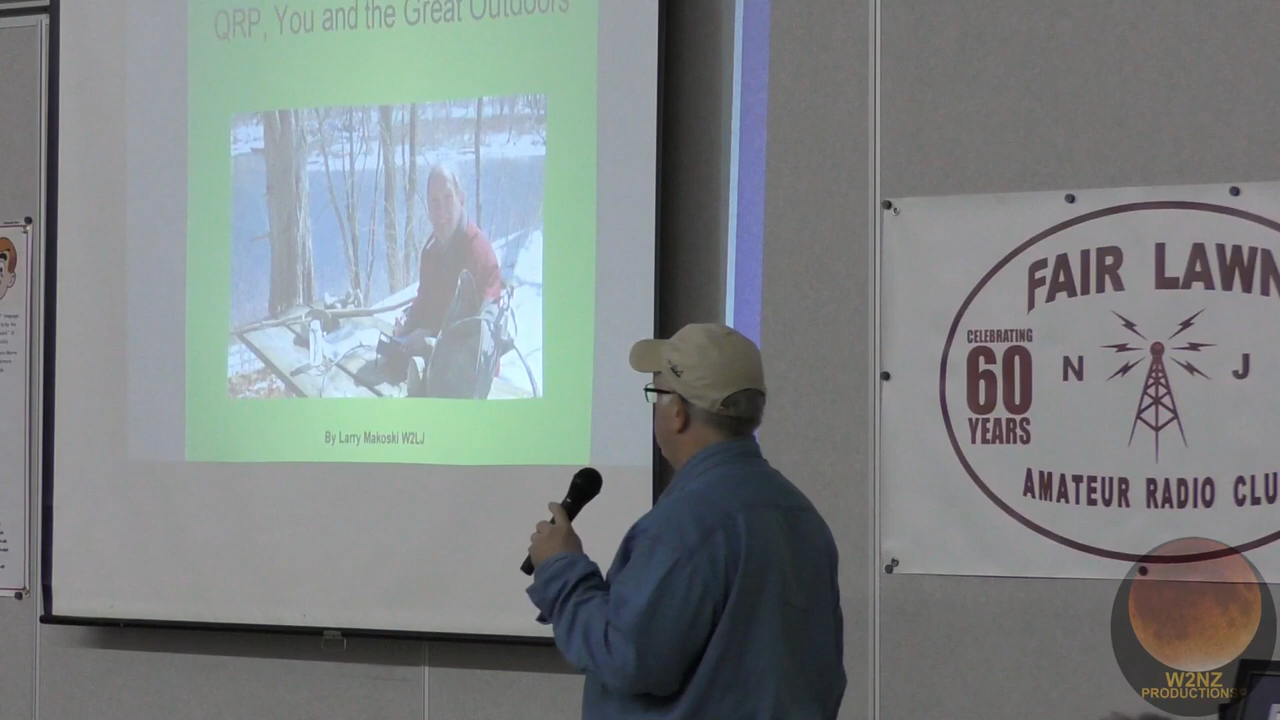 QRP, You and the Great Outdoors
By Larry Makoski W2LJ
FAIR LAWN
CELEBRATING
60
YEARS
N J
AMATEUR RADIO CLU
W2NZ
PRODUCTIONS